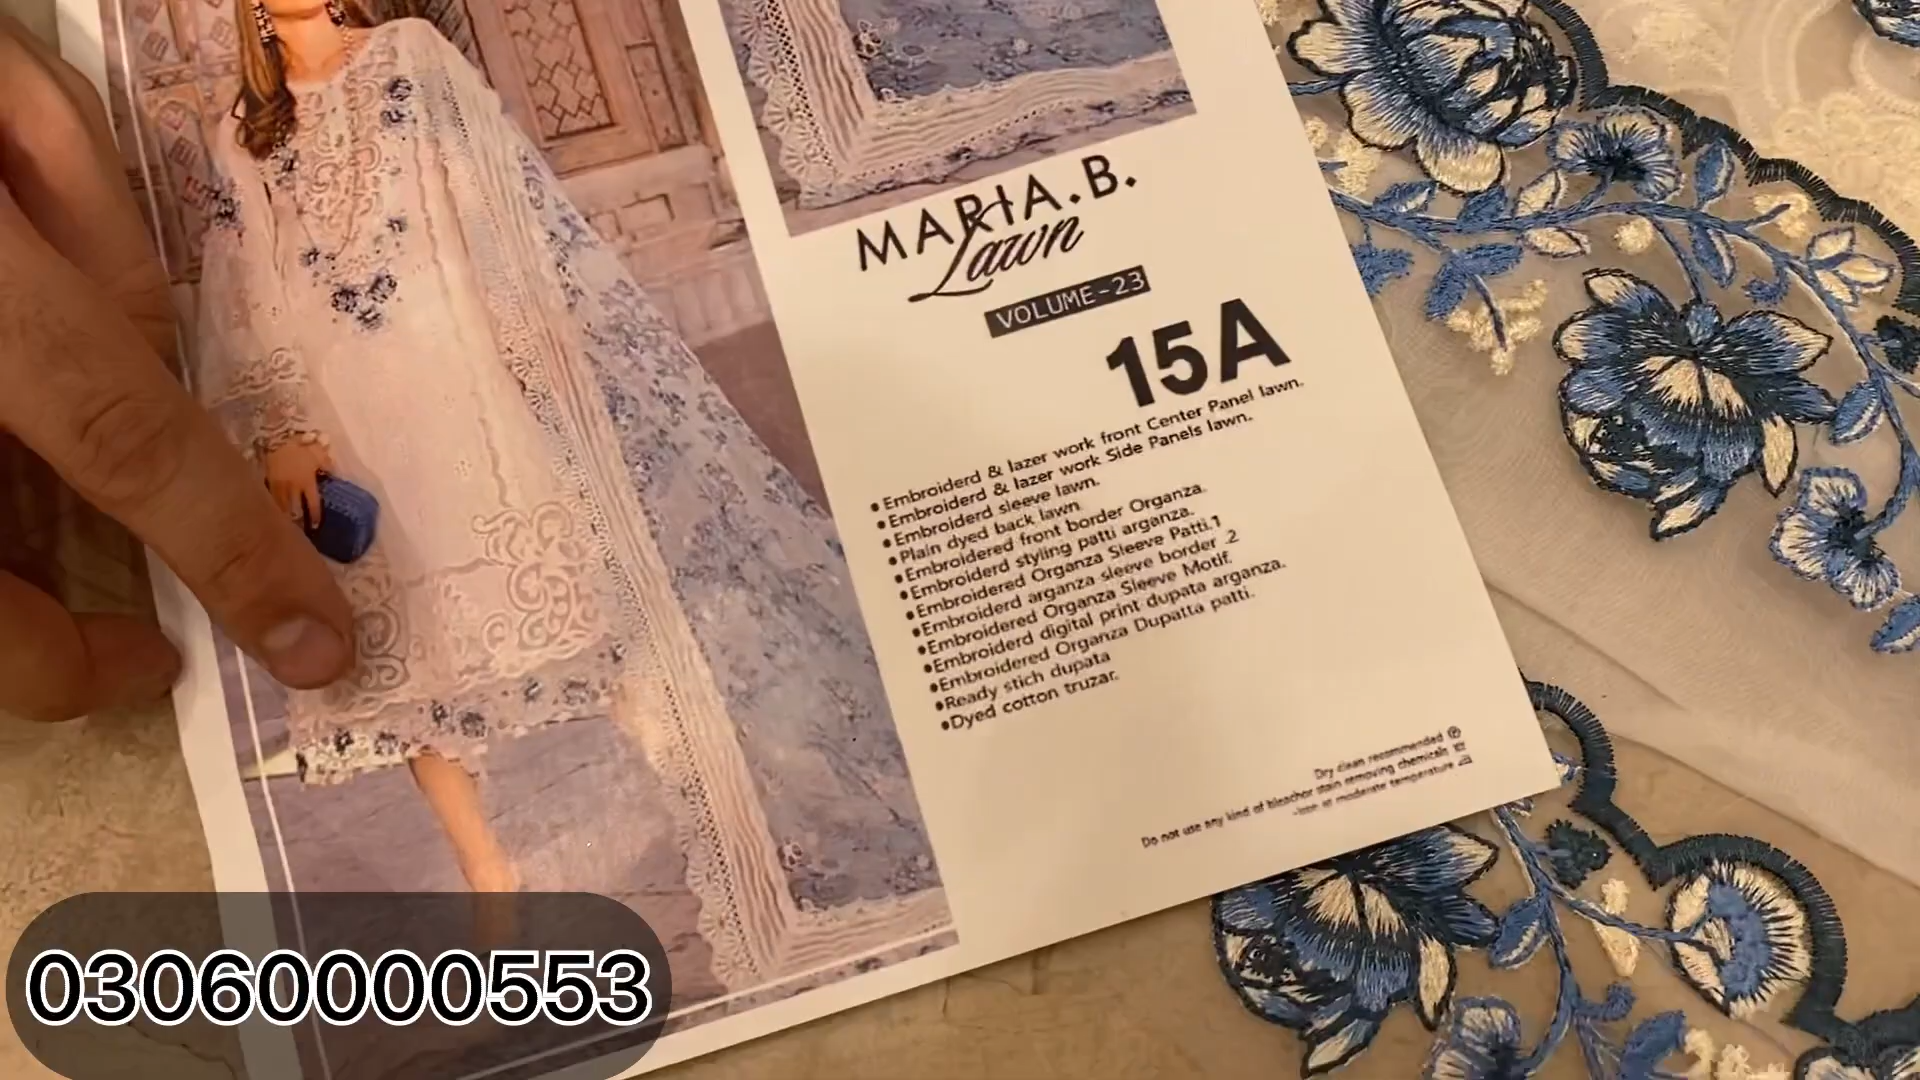 MARIA.B.
Lawn
VOLUME-23
15A
•Embroiderd & lazer work front Center Panel lawn.
•Embroiderd & lazer work Side Panels lawn.
•Embroiderd sleeve lawn.
•Plain dyed back lawn
•Embroidered front border Organza.
•Embroiderd styling patti arganza.
•Embroidered Organza Sleeve Patti.1
•Embroiderd arganza sleeve border .2
•Embroidered Organza Sleeve Motif.
•Embroiderd digital print dupata arganza.
•Embroidered Organza Dupatta patti.
•Ready stich dupata
•Dyed cotton truzar.
Dry clean recommended
Do not use any kind of bleachor stain removing chemicals
-Iron at moderate temperature
03060000553